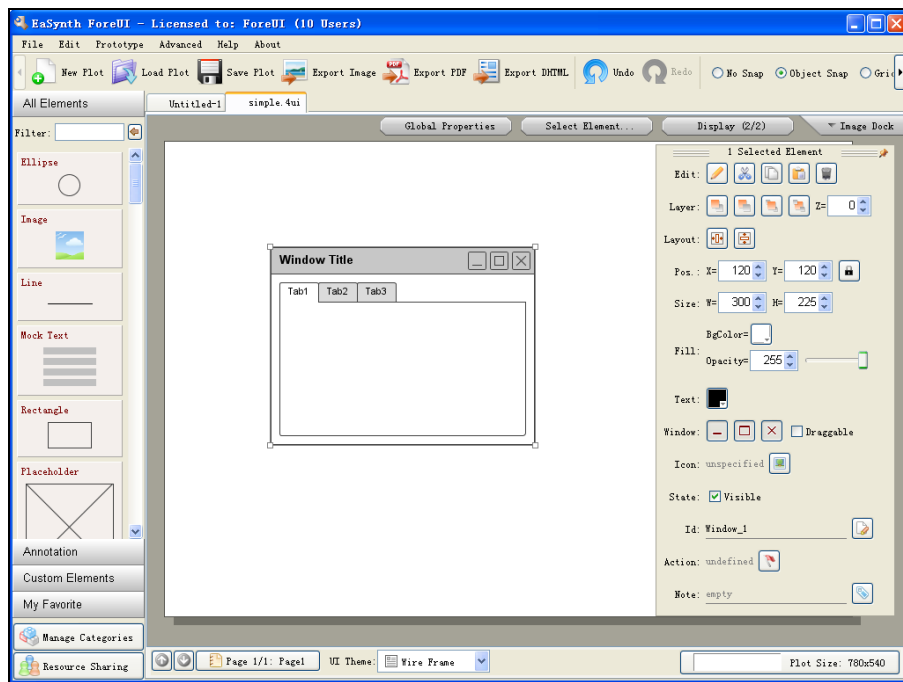 EaSynth ForeUI - Licensed to: ForeUI (10 Users)
File Edit Prototype Advanced Help About
New Plot Load Plot Save Plot Export Image Export PDF Export DHTML Undo Redo No Snap Object Snap Gric
All Elements
Untitled-1 simple.4ui
Filter:
Global Properties Select Element... Display (2/2) Image Dock
Ellipse
Image
Line
Mock Text
Rectangle
Placeholder
Annotation
Custom Elements
My Favorite
Manage Categories
Resource Sharing
Window Title
Tab1 Tab2 Tab3
1 Selected Element
Edit:
Layer: Z= 0
Layout:
Pos.: X= 120 Y= 120
Size: W= 300 H= 225
BgColor=
Fill:
Opacity= 255
Text:
Window: Draggable
Icon: unspecified
State: Visible
Id: Window_1
Action: undefined
Note: empty
Page 1/1: Page1 UI Theme: Wire Frame Plot Size: 780x540